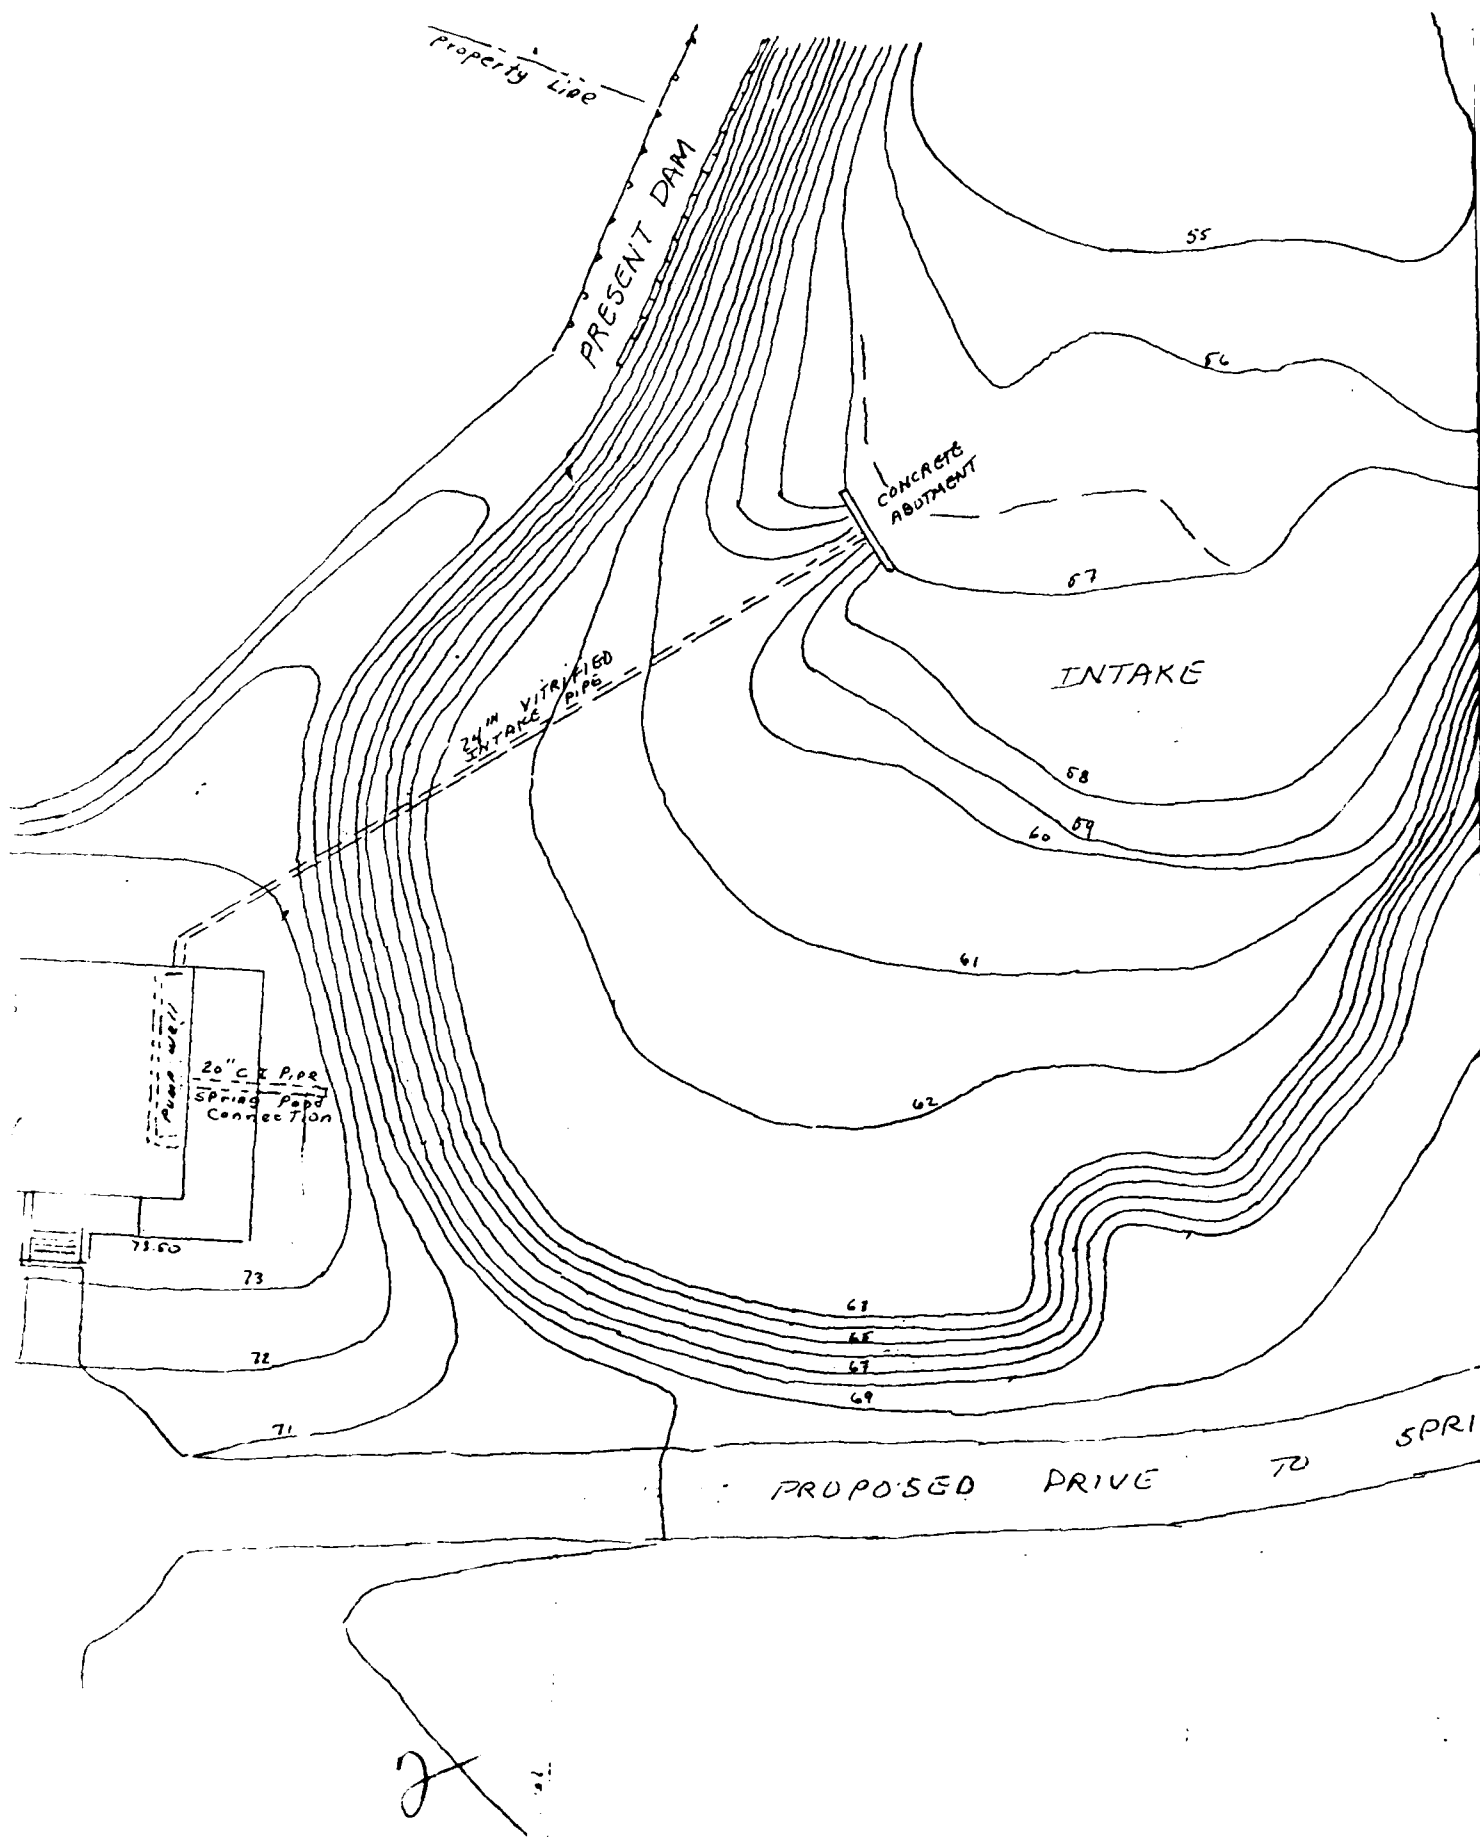 Property Line
PRESENT DAM
55
56
CONCRETE
ABUTMENT
57
INTAKE
24 IN VITRIFIED
INTAKE PIPE
58
59
60
61
PUMP WELL
20" C I PIPE
SPring Pond
ConnecTion
62
73.50
73
63
65
72
67
69
71
PROPOSED DRIVE TO SPRI
2